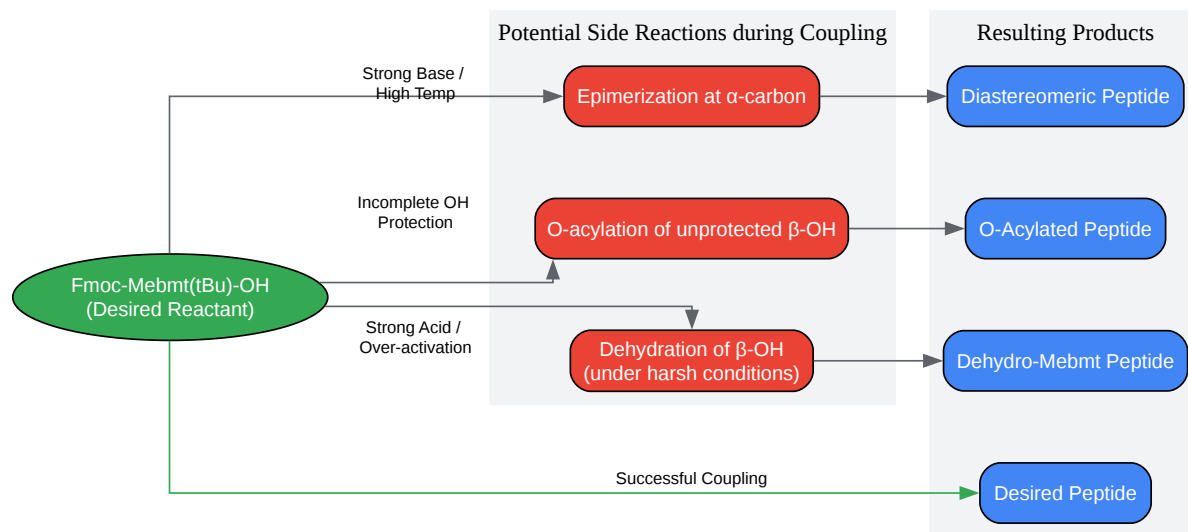 Potential Side Reactions during Coupling
Resulting Products
Strong Base /
High Temp
Epimerization at α-carbon
Diastereomeric Peptide
Incomplete OH
Protection
O-acylation of unprotected β-OH
O-Acylated Peptide
Fmoc-Mebmt(tBu)-OH
(Desired Reactant)
Strong Acid /
Over-activation
Dehydration of β-OH
(under harsh conditions)
Dehydro-Mebmt Peptide
Successful Coupling
Desired Peptide